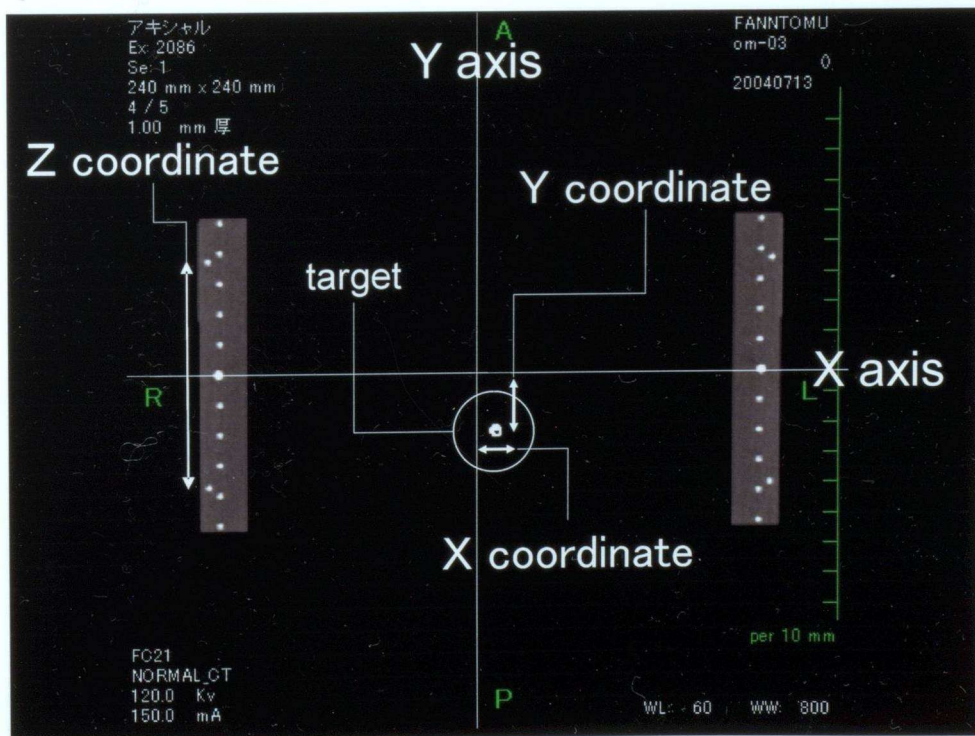 アキシャル
Ex: 2086
Se: 1
240 mm x 240 mm
4 / 5
1.00 mm 厚
A
Y axis
FANNTOMU
om-03
0
20040713
Z coordinate
Y coordinate
target
R
L
X axis
X coordinate
per 10 mm
FC21
NORMAL_CT
120.0 Kv
150.0 mA
P
WL: 60 WW: 800